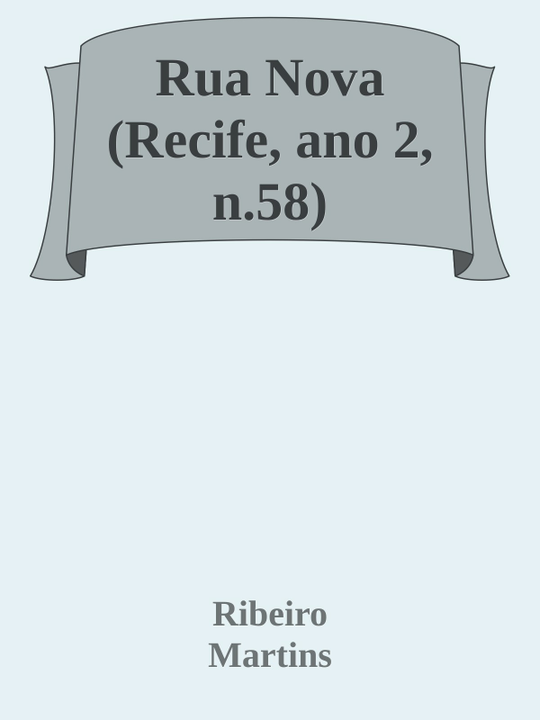 Rua Nova
(Recife, ano 2,
n.58)
Ribeiro
Martins